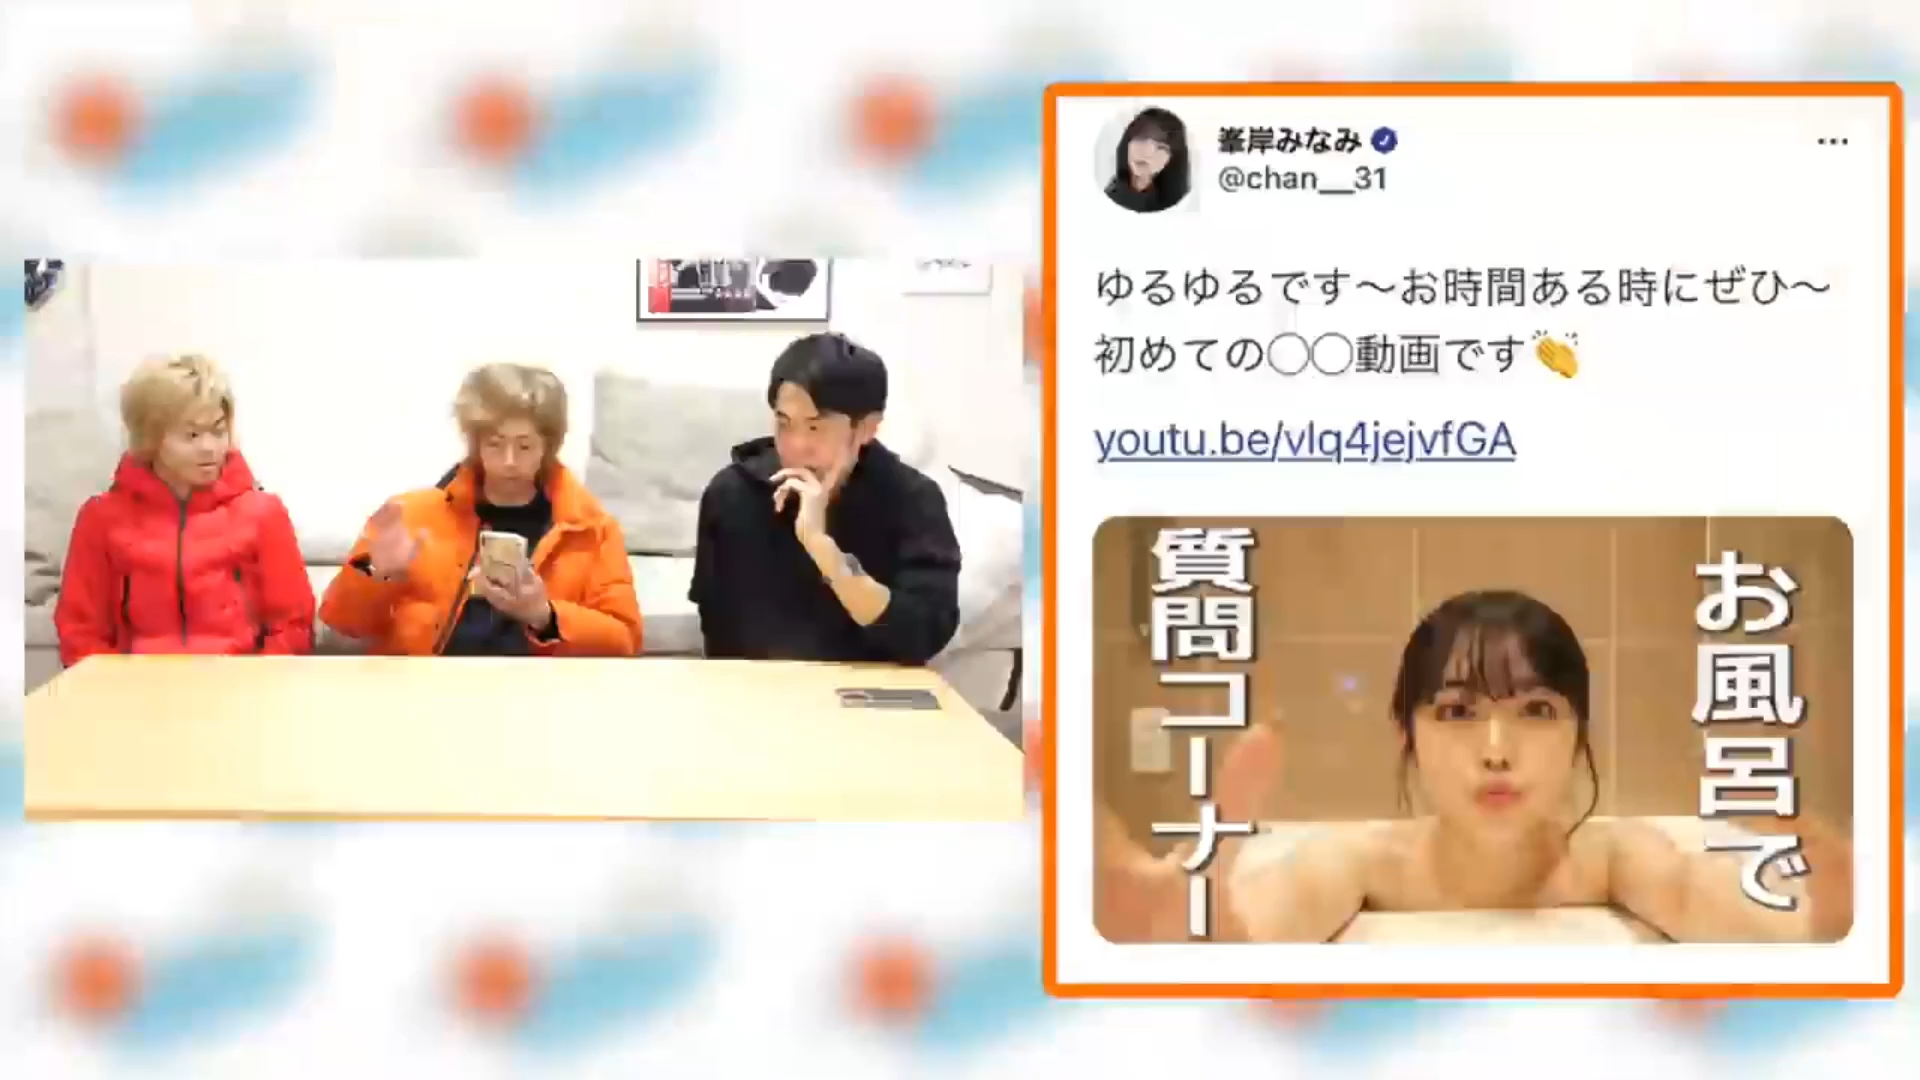 峯岸みなみ
@chan__31
ゆるゆるです〜お時間ある時にぜひ〜
初めての◯◯動画です👏
youtu.be/vlq4jejvfGA
お風呂で
質問コーナー